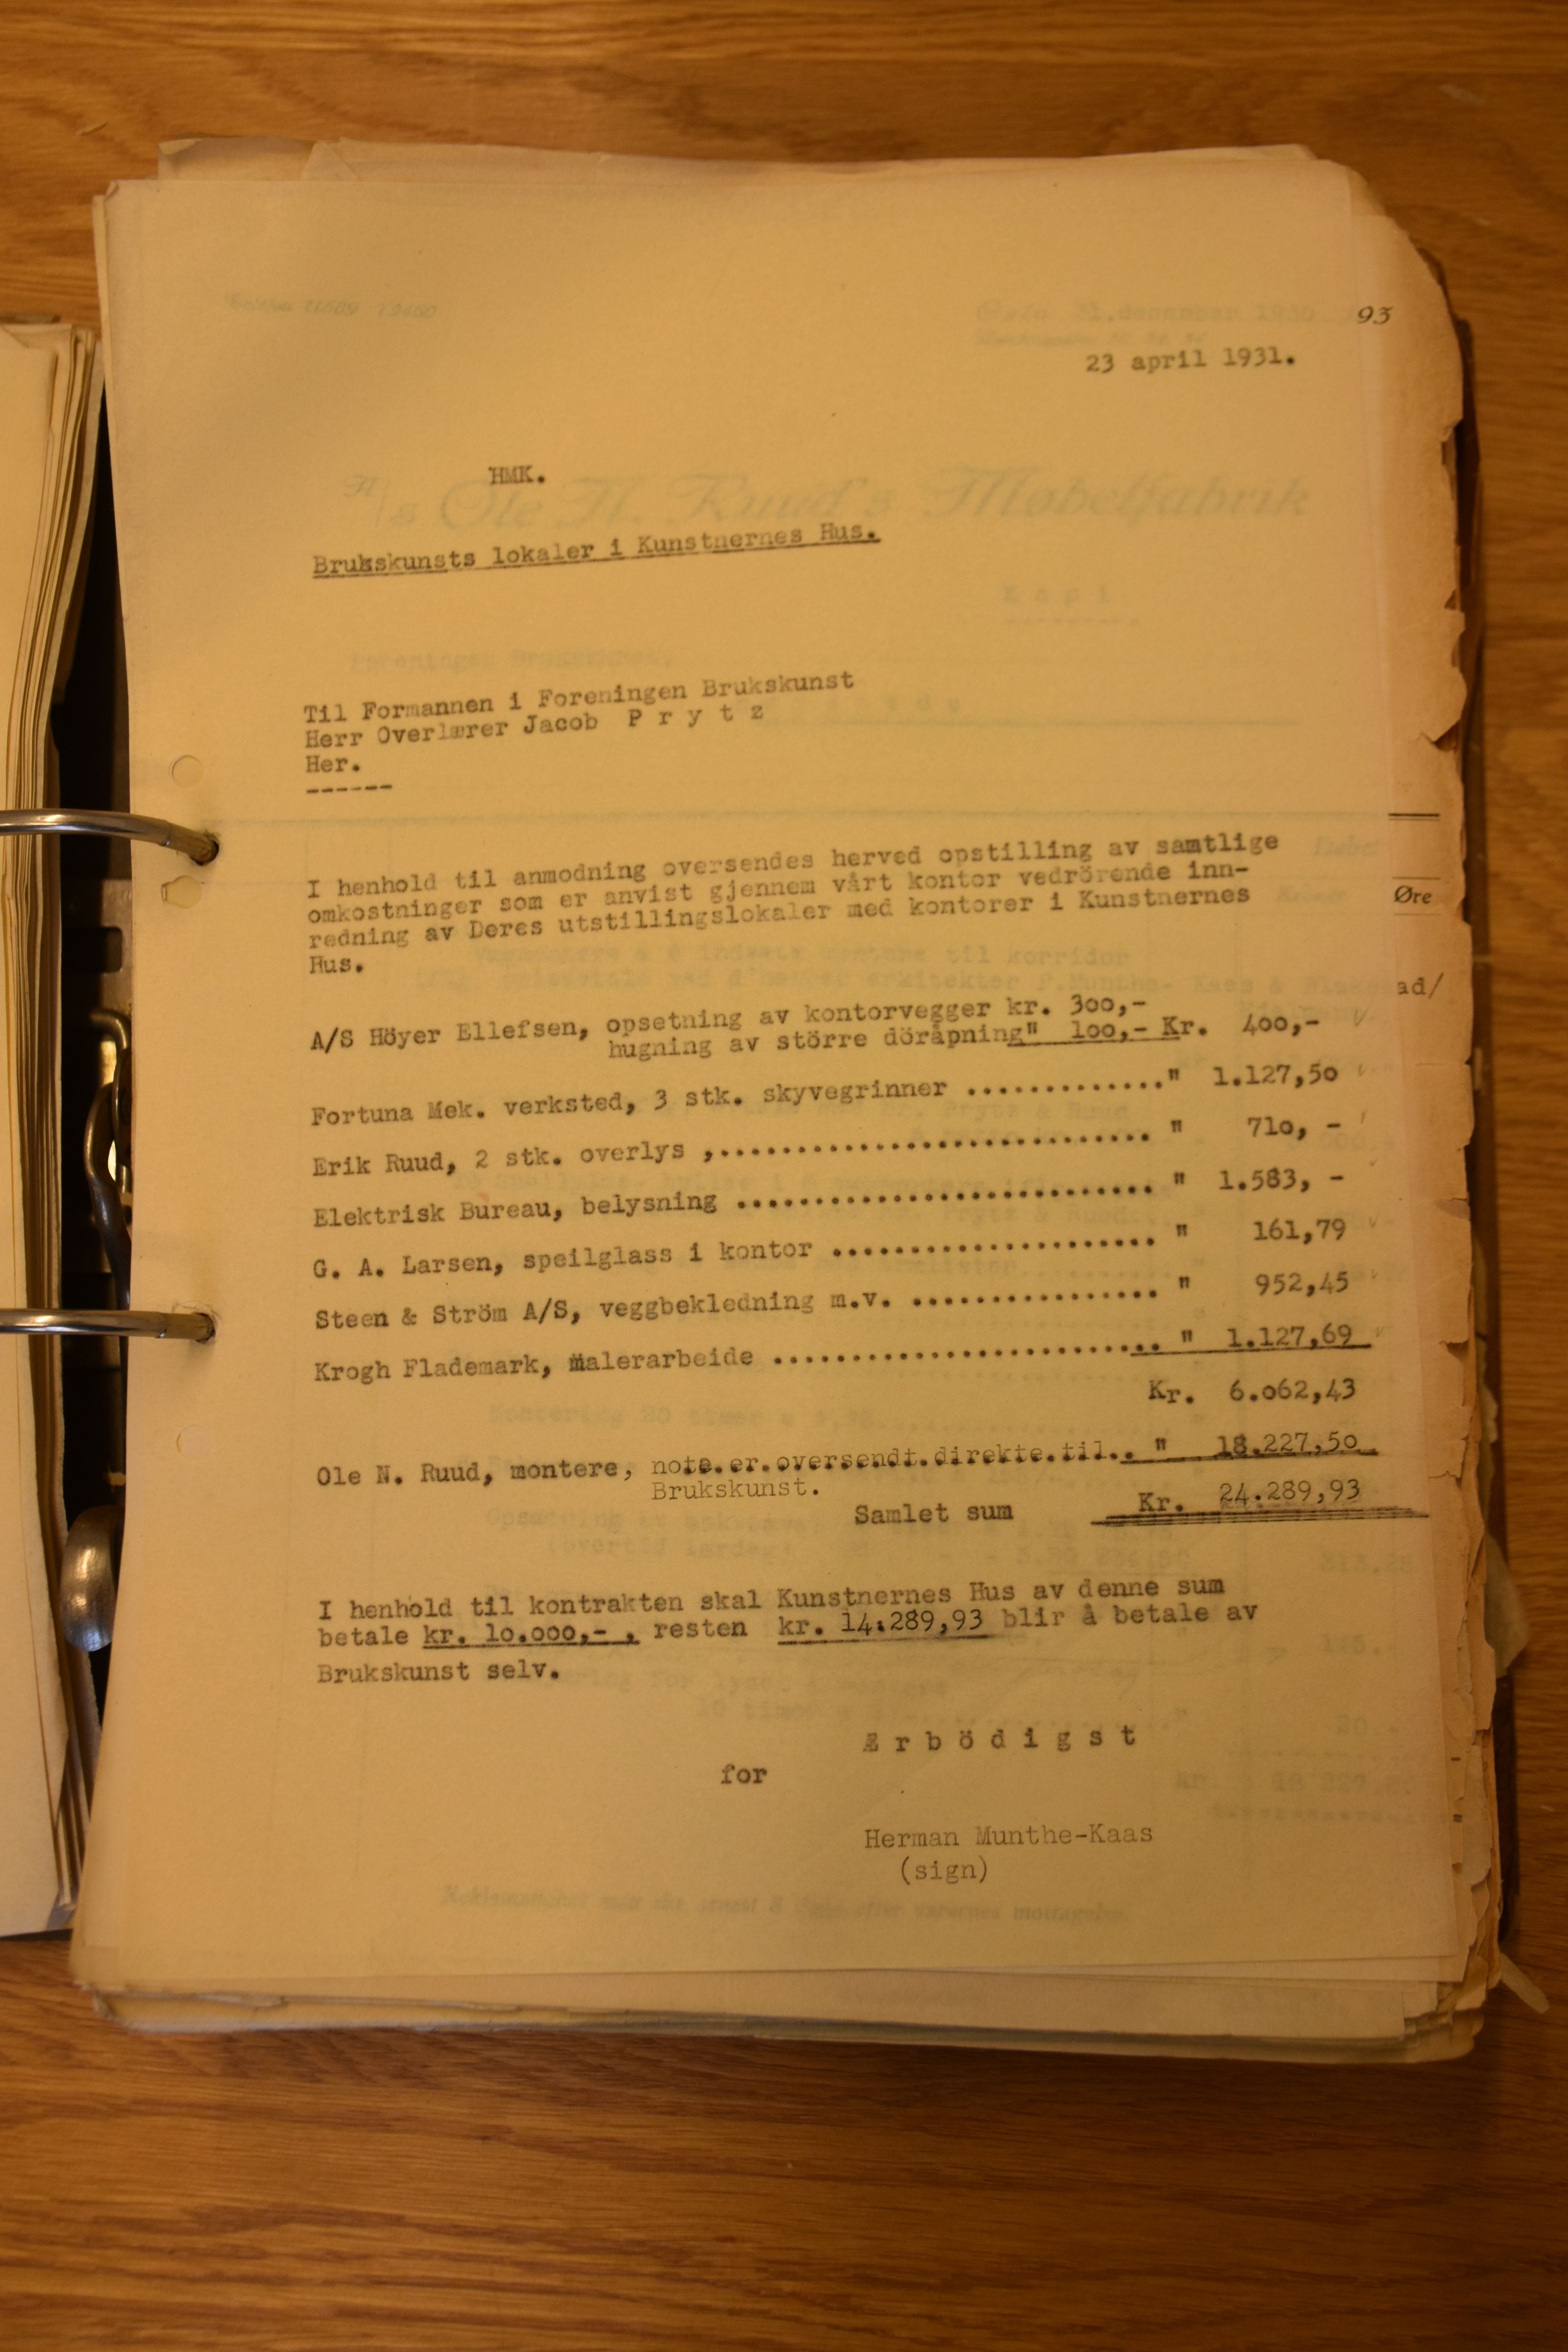 93
23 april 1931.
HMK.
Brukskunsts lokaler i Kunstnernes Hus.
Til Formannen i Foreningen Brukskunst
Herr Overlærer Jacob P r y t z
Her.
------
I henhold til anmodning oversendes herved opstilling av samtlige
omkostninger som er anvist gjennem vårt kontor vedrörende inn-
redning av Deres utstillingslokaler med kontorer i Kunstnernes
Hus.
Øre
ad/
A/S Höyer Ellefsen, opsetning av kontorvegger kr. 300,-
hugning av större döråpning" 100,- Kr. 400,-
Fortuna Mek. verksted, 3 stk. skyvegrinner ............." 1.127,50
Erik Ruud, 2 stk. overlys ,............................ " 710, -
Elektrisk Bureau, belysning ........................... " 1.583, -
G. A. Larsen, speilglass i kontor ..................... " 161,79
Steen & Ström A/S, veggbekledning m.v. ................ " 952,45
Krogh Flademark, malerarbeide ......................... " 1.127,69
Kr. 6.062,43
Ole N. Ruud, montere, note.er.oversendt.direkte.til.. " 18.227,50
Brukskunst.
Samlet sum Kr. 24.289,93
I henhold til kontrakten skal Kunstnernes Hus av denne sum
betale kr. 10.000,- , resten kr. 14.289,93 blir å betale av
Brukskunst selv.
Æ r b ö d i g s t
for
Herman Munthe-Kaas
(sign)